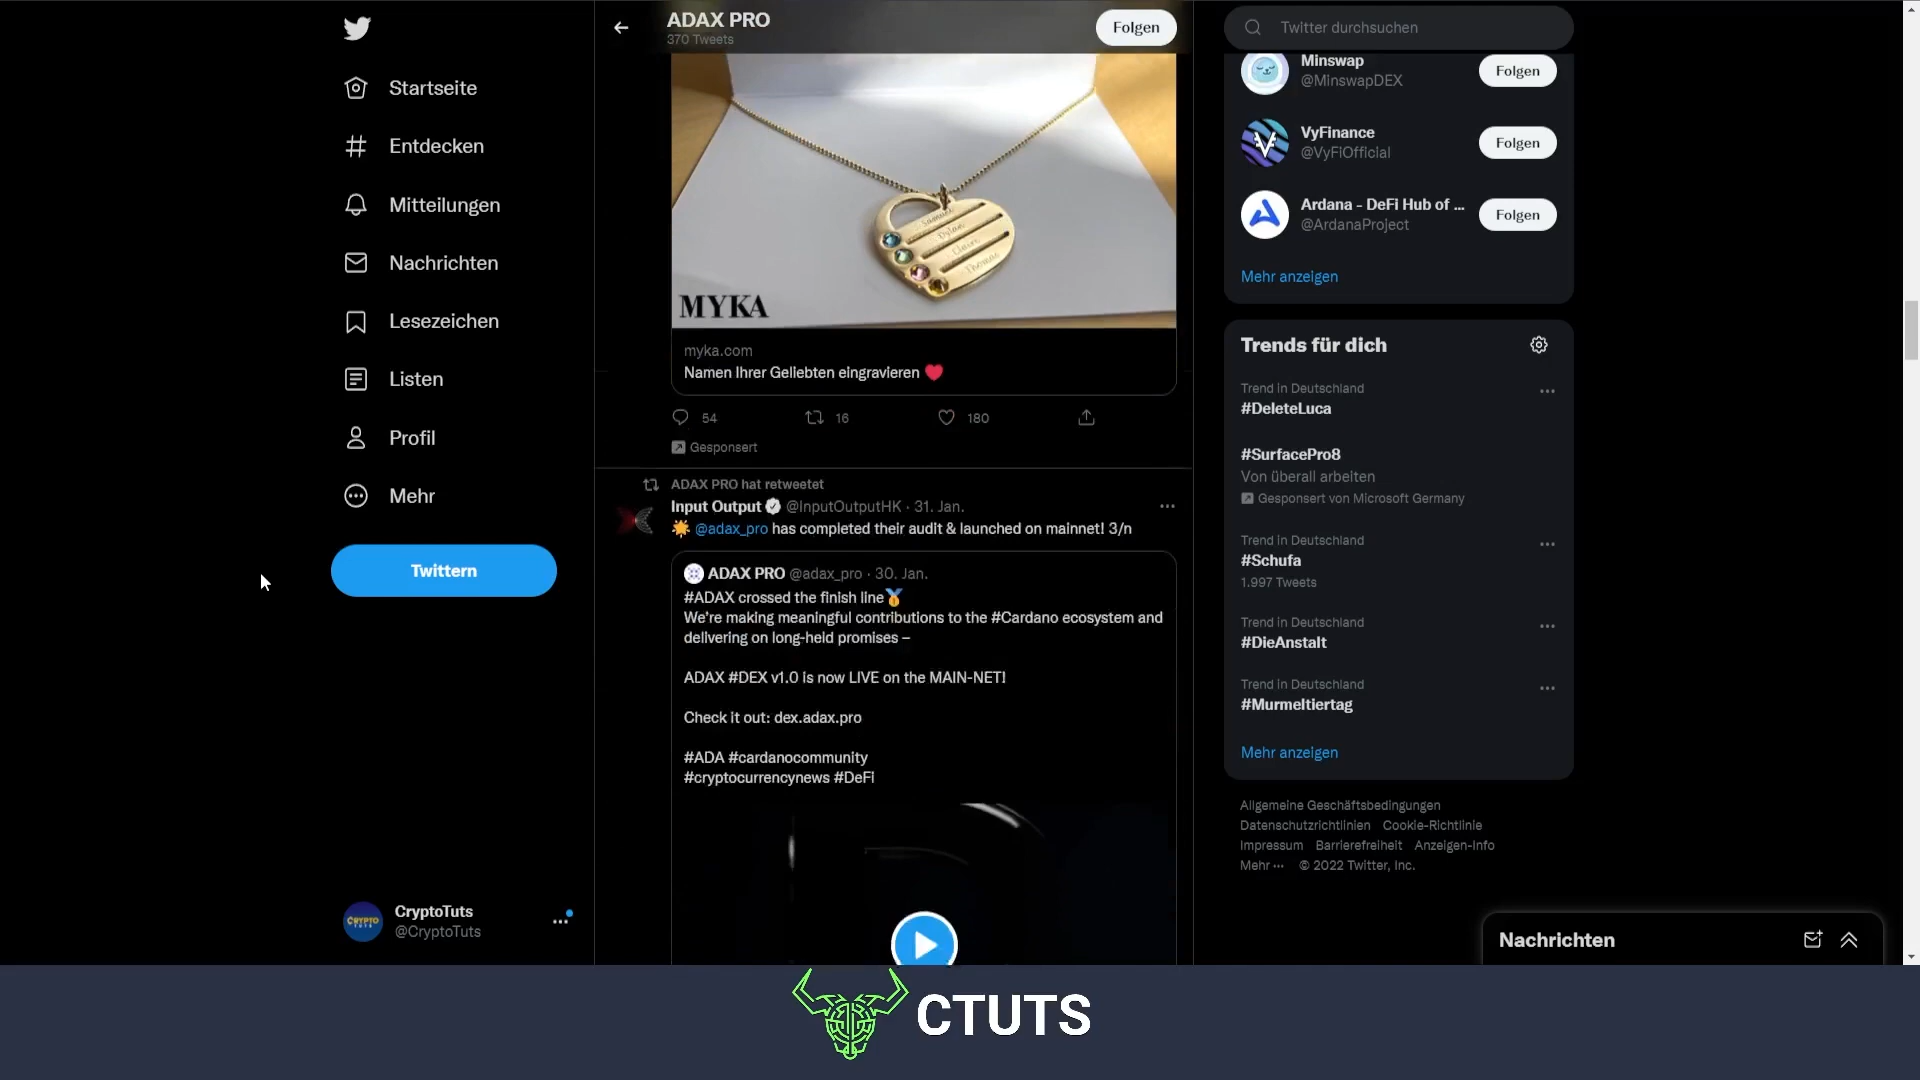 Startseite
Entdecken
Mitteilungen
Nachrichten
Lesezeichen
Listen
Profil
Mehr
Twittern
CryptoTuts
@CryptoTuts
ADAX PRO
370 Tweets
Folgen
Samuel
Dylan
Claire
Thomas
MYKA
myka.com
Namen Ihrer Geliebten eingravieren ❤️
54 16 180
Gesponsert
ADAX PRO hat retweetet
Input Output @InputOutputHK · 31. Jan.
@adax_pro has completed their audit & launched on mainnet! 3/n
ADAX PRO @adax_pro · 30. Jan.
#ADAX crossed the finish line🏅
We're making meaningful contributions to the #Cardano ecosystem and
delivering on long-held promises –
ADAX #DEX v1.0 is now LIVE on the MAIN-NET!
Check it out: dex.adax.pro
#ADA #cardanocommunity
#cryptocurrencynews #DeFi
Twitter durchsuchen
Minswap
@MinswapDEX
Folgen
VyFinance
@VyFiOfficial
Folgen
Ardana - DeFi Hub of ...
@ArdanaProject
Folgen
Mehr anzeigen
Trends für dich
Trend in Deutschland
#DeleteLuca
#SurfacePro8
Von überall arbeiten
Gesponsert von Microsoft Germany
Trend in Deutschland
#Schufa
1.997 Tweets
Trend in Deutschland
#DieAnstalt
Trend in Deutschland
#Murmeltiertag
Mehr anzeigen
Allgemeine Geschäftsbedingungen
Datenschutzrichtlinien Cookie-Richtlinie
Impressum Barrierefreiheit Anzeigen-Info
Mehr ··· © 2022 Twitter, Inc.
Nachrichten
CRYPTO
TUTS
CTUTS